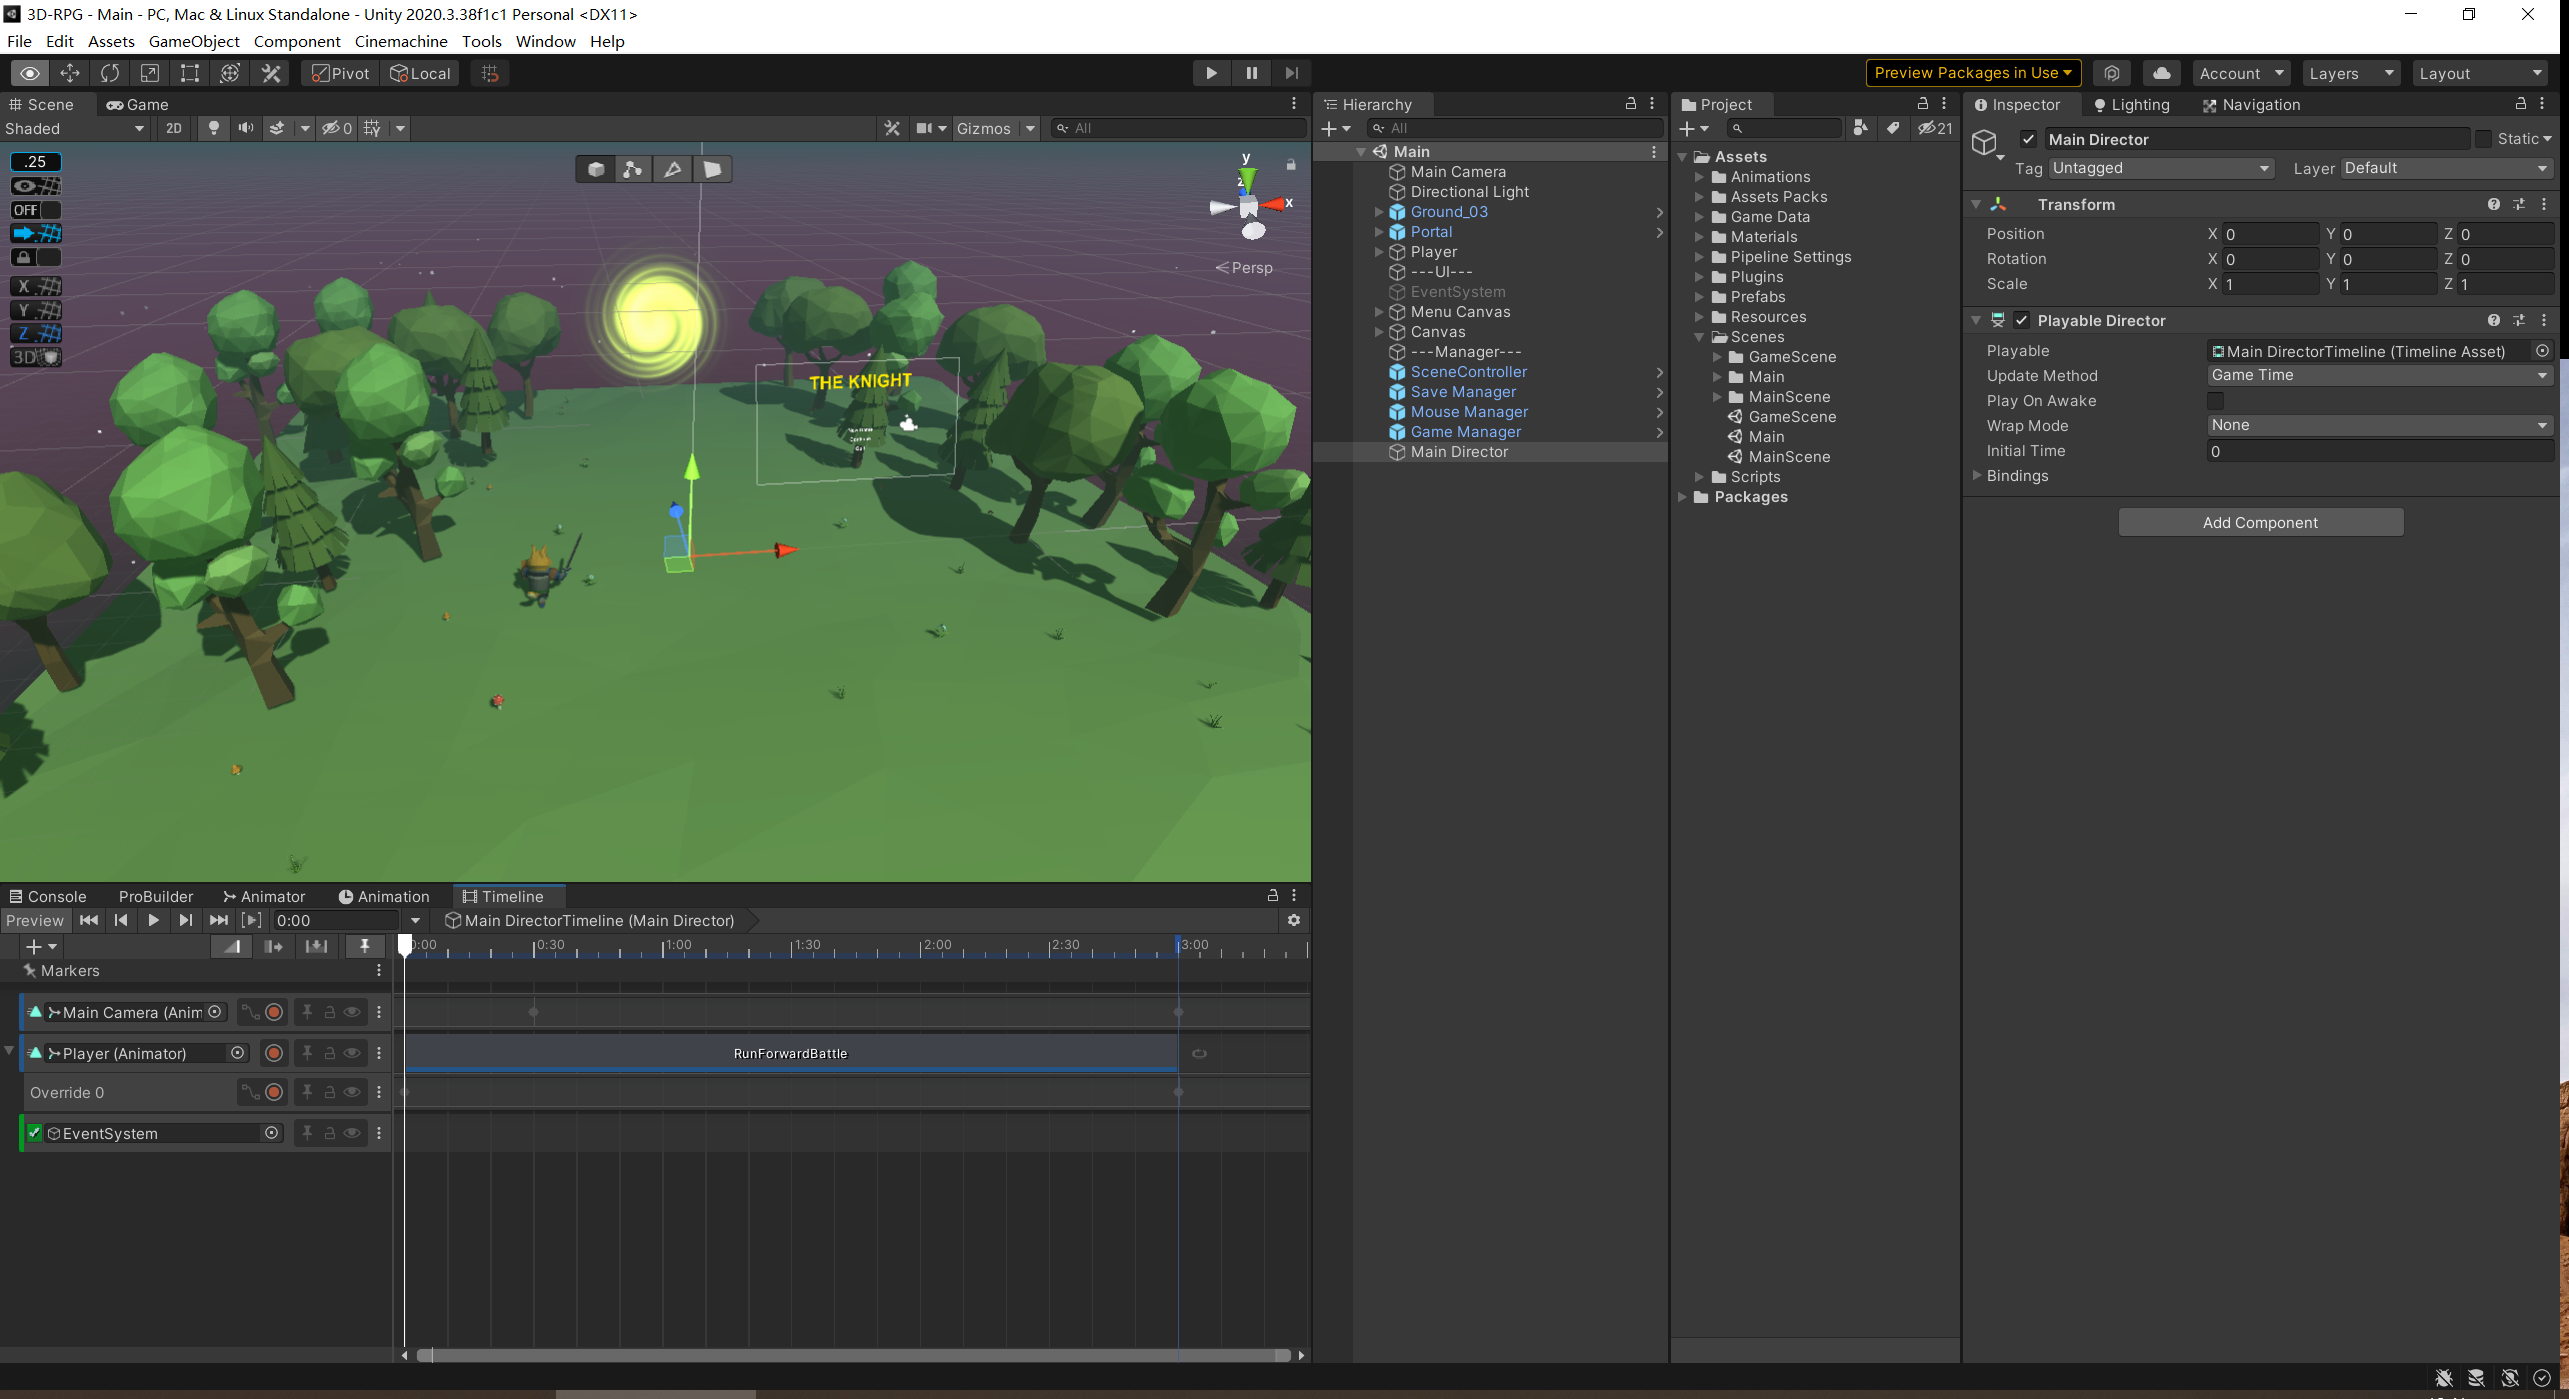 3D-RPG - Main - PC, Mac & Linux Standalone - Unity 2020.3.38f1c1 Personal <DX11>
File Edit Assets GameObject Component Cinemachine Tools Window Help
Pivot Local
Preview Packages in Use Account Layers Layout
Scene Game
Shaded 2D 0 Gizmos All
.25
OFF
X
Y
Z
3D
y
z
x
Persp
THE KNIGHT
Hierarchy
All
Main
Main Camera
Directional Light
Ground_03
Portal
Player
---UI---
EventSystem
Menu Canvas
Canvas
---Manager---
SceneController
Save Manager
Mouse Manager
Game Manager
Main Director
Project
21
Assets
Animations
Assets Packs
Game Data
Materials
Pipeline Settings
Plugins
Prefabs
Resources
Scenes
GameScene
Main
MainScene
GameScene
Main
MainScene
Scripts
Packages
Inspector Lighting Navigation
Main Director Static
Tag Untagged Layer Default
Transform
Position X 0 Y 0 Z 0
Rotation X 0 Y 0 Z 0
Scale X 1 Y 1 Z 1
Playable Director
Playable Main DirectorTimeline (Timeline Asset)
Update Method Game Time
Play On Awake
Wrap Mode None
Initial Time 0
Bindings
Add Component
Console ProBuilder Animator Animation Timeline
Preview 0:00 Main DirectorTimeline (Main Director)
0:00 0:30 1:00 1:30 2:00 2:30 3:00
Markers
Main Camera (Anim
Player (Animator) RunForwardBattle
Override 0
EventSystem